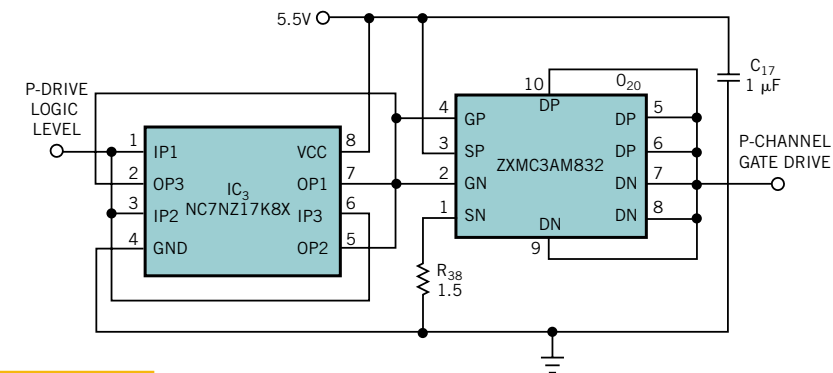 5.5V
P-DRIVE
LOGIC
LEVEL
1
IP1
2
OP3
3
IP2
4
GND
IC3
NC7NZ17K8X
VCC
8
OP1
7
IP3
6
OP2
5
4
GP
3
SP
2
GN
1
SN
10
DP
O20
ZXMC3AM832
DP
5
DP
6
DN
7
DN
8
DN
9
R38
1.5
C17
1 µF
P-CHANNEL
GATE DRIVE